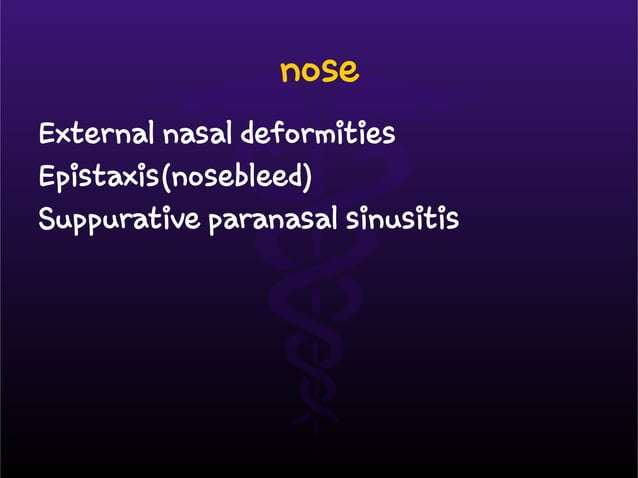 nose
External nasal deformities
Epistaxis(nosebleed)
Suppurative paranasal sinusitis